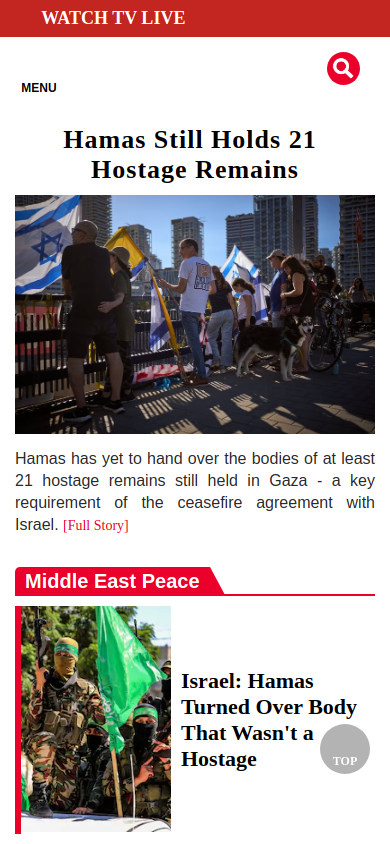 WATCH TV LIVE
MENU
Hamas Still Holds 21
Hostage Remains
Hamas has yet to hand over the bodies of at least
21 hostage remains still held in Gaza - a key
requirement of the ceasefire agreement with
Israel. [Full Story]
Middle East Peace
Israel: Hamas
Turned Over Body
That Wasn't a
Hostage
TOP